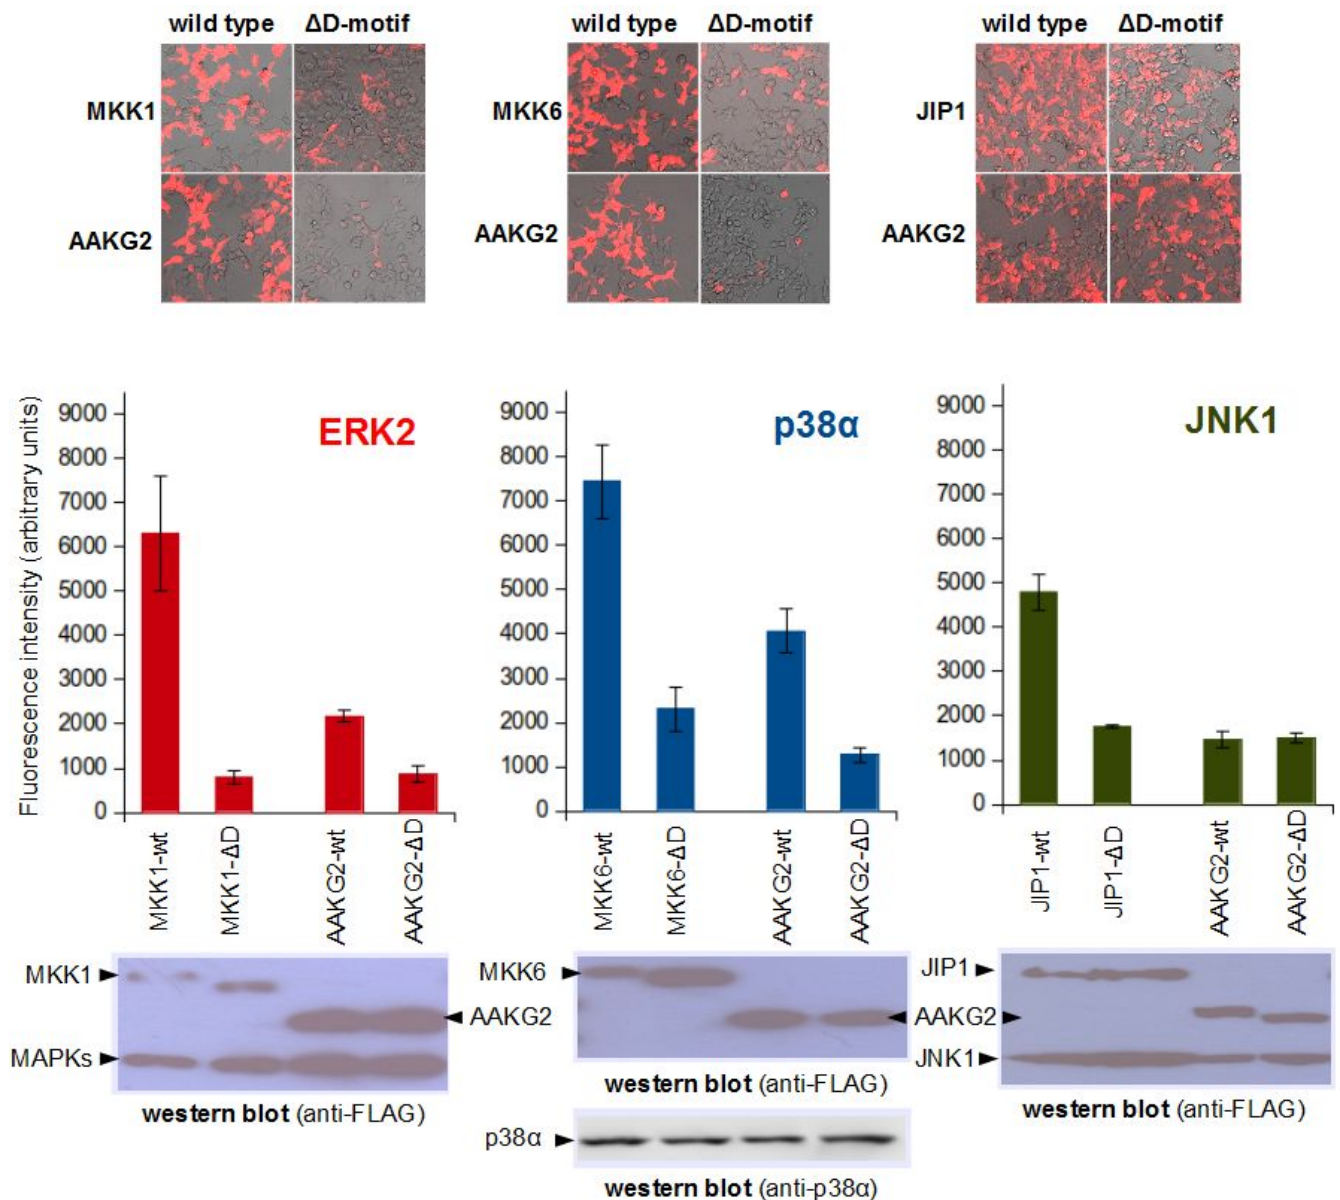 wild type ΔD-motif
wild type ΔD-motif
wild type ΔD-motif
MKK1
MKK6
JIP1
AAKG2
AAKG2
AAKG2
Fluorescence intensity (arbitrary units)
9000
8000
7000
6000
5000
4000
3000
2000
1000
0
ERK2
MKK1-wt
MKK1-ΔD
AAKG2-wt
AAKG2-ΔD
9000
8000
7000
6000
5000
4000
3000
2000
1000
0
p38α
MKK6-wt
MKK6-ΔD
AAKG2-wt
AAKG2-ΔD
9000
8000
7000
6000
5000
4000
3000
2000
1000
0
JNK1
JIP1-wt
JIP1-ΔD
AAKG2-wt
AAKG2-ΔD
MKK1
AAKG2
MAPKs
western blot (anti-FLAG)
MKK6
western blot (anti-FLAG)
p38α
western blot (anti-p38α)
JIP1
AAKG2
JNK1
western blot (anti-FLAG)